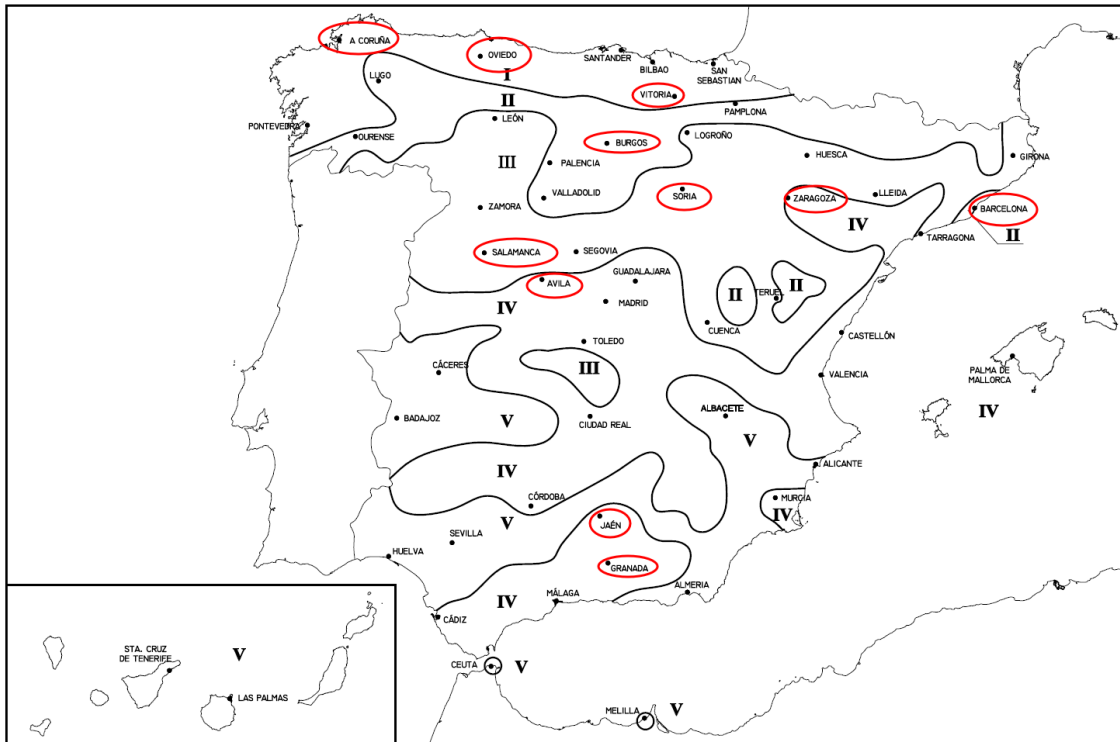 A CORUÑA
OVIEDO
SANTANDER
BILBAO
SAN
SEBASTIAN
LUGO
I
VITORIA
II
PAMPLONA
LEÓN
PONTEVEDRA
OURENSE
BURGOS
LOGROÑO
III
PALENCIA
HUESCA
GIRONA
VALLADOLID
SORIA
ZARAGOZA
LLEIDA
ZAMORA
BARCELONA
IV
TARRAGONA
II
SALAMANCA
SEGOVIA
AVILA
GUADALAJARA
II
TERUEL
II
IV
MADRID
CUENCA
CASTELLÓN
TOLEDO
CÁCERES
III
VALENCIA
PALMA DE
MALLORCA
IV
BADAJOZ
V
CIUDAD REAL
ALBACETE
V
IV
ALICANTE
CÓRDOBA
MURCIA
IV
V
JAÉN
SEVILLA
HUELVA
GRANADA
ALMERIA
IV
MÁLAGA
CÁDIZ
STA. CRUZ
DE TENERIFE
V
CEUTA
V
LAS PALMAS
MELILLA
V